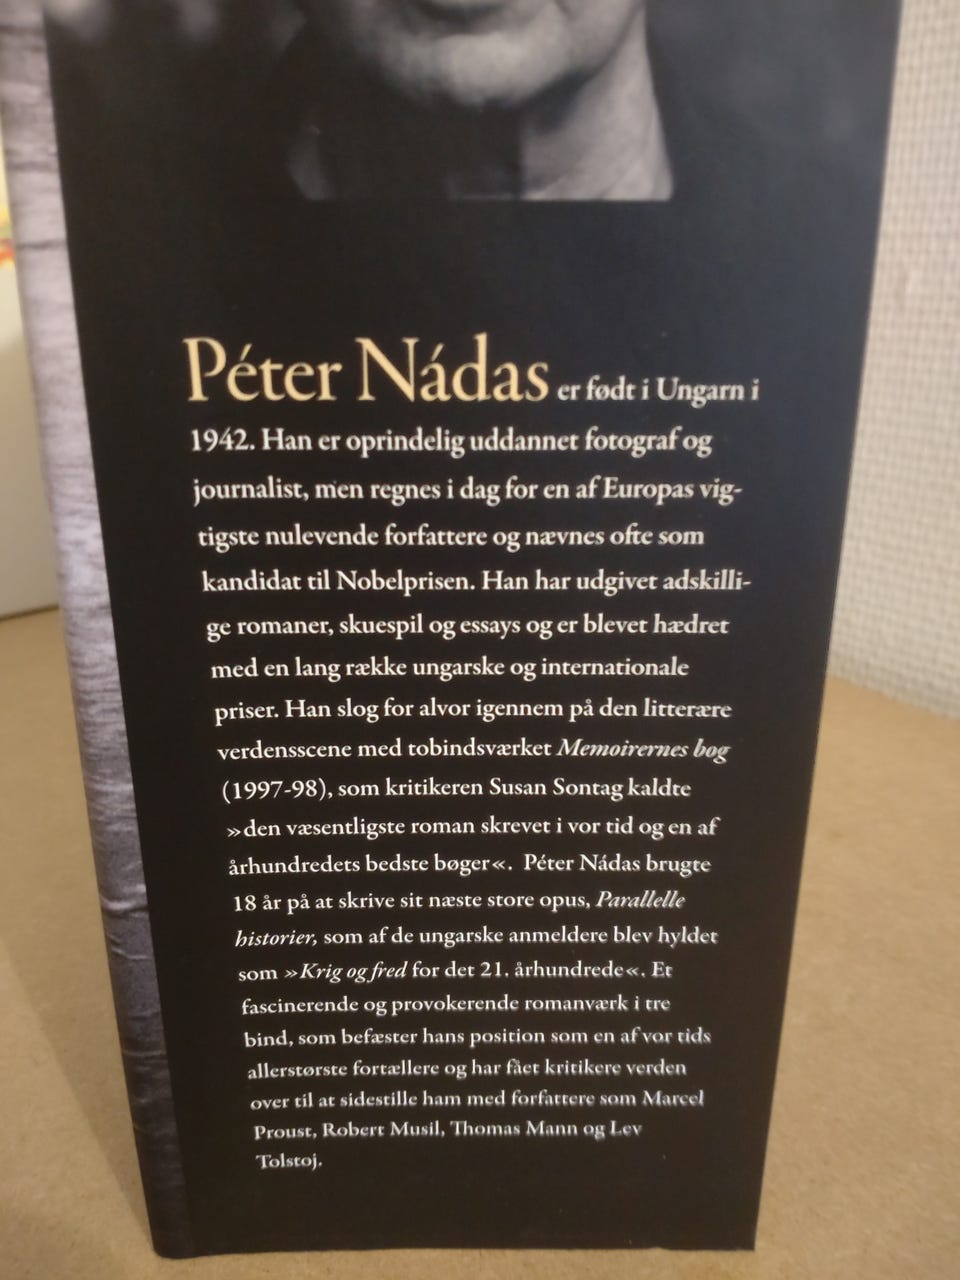 Péter Nádas er født i Ungarn i
1942. Han er oprindelig uddannet fotograf og
journalist, men regnes i dag for en af Europas vig-
tigste nulevende forfattere og nævnes ofte som
kandidat til Nobelprisen. Han har udgivet adskilli-
ge romaner, skuespil og essays og er blevet hædret
med en lang række ungarske og internationale
priser. Han slog for alvor igennem på den litterære
verdensscene med tobindsværket Memoirernes bog
(1997-98), som kritikeren Susan Sontag kaldte
»den væsentligste roman skrevet i vor tid og en af
århundredets bedste bøger«. Péter Nádas brugte
18 år på at skrive sit næste store opus, Parallelle
historier, som af de ungarske anmeldere blev hyldet
som »Krig og fred for det 21. århundrede«. Et
fascinerende og provokerende romanværk i tre
bind, som befæster hans position som en af vor tids
allerstørste fortællere og har fået kritikere verden
over til at sidestille ham med forfattere som Marcel
Proust, Robert Musil, Thomas Mann og Lev
Tolstoj.